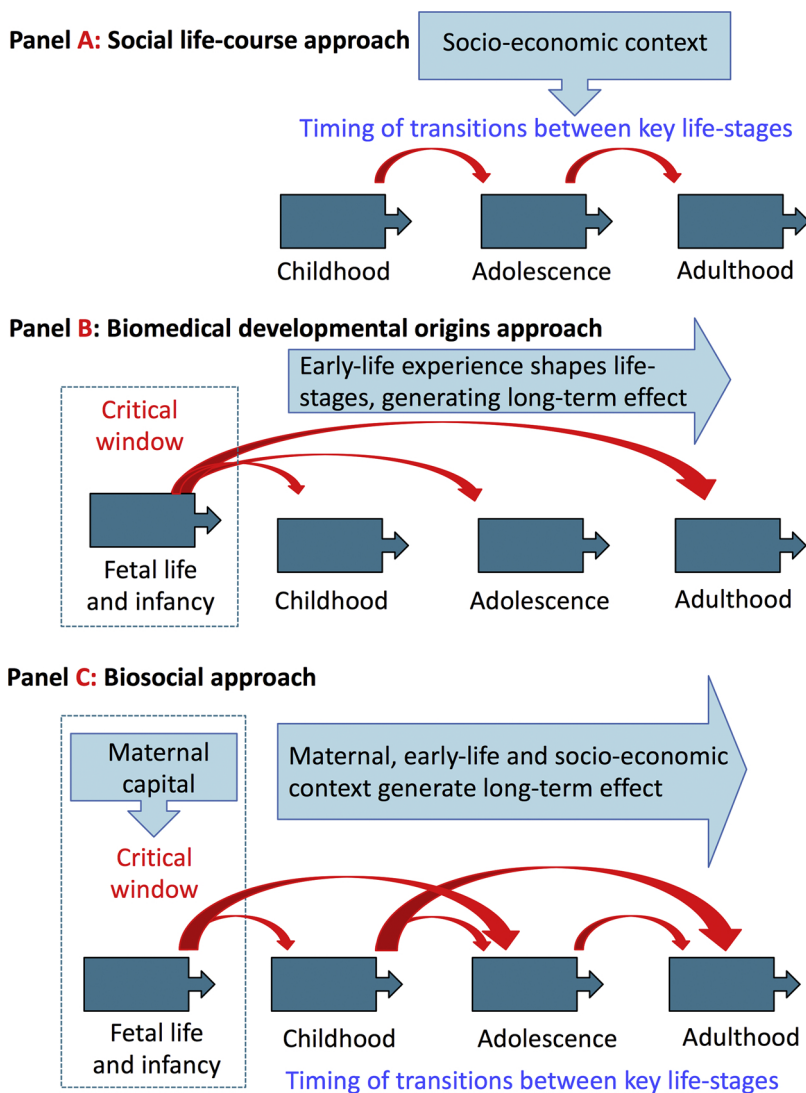 Panel A: Social life-course approach
Socio-economic context
Timing of transitions between key life-stages
Childhood
Adolescence
Adulthood
Panel B: Biomedical developmental origins approach
Early-life experience shapes life-
stages, generating long-term effect
Critical
window
Fetal life
and infancy
Childhood
Adolescence
Adulthood
Panel C: Biosocial approach
Maternal
capital
Maternal, early-life and socio-economic
context generate long-term effect
Critical
window
Fetal life
and infancy
Childhood
Adolescence
Adulthood
Timing of transitions between key life-stages